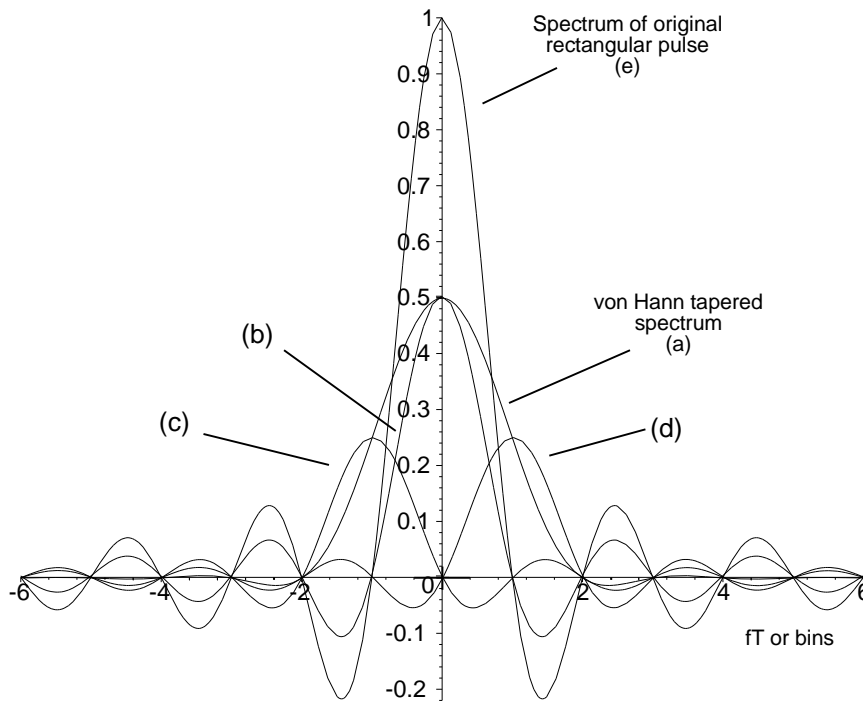 1
Spectrum of original
rectangular pulse
(e)
0.9
0.8
0.7
0.6
0.5
von Hann tapered
spectrum
(a)
(b)
0.4
0.3
(c)
(d)
0.2
0.1
-6
-4
-2
0
2
4
6
-0.1
fT or bins
-0.2